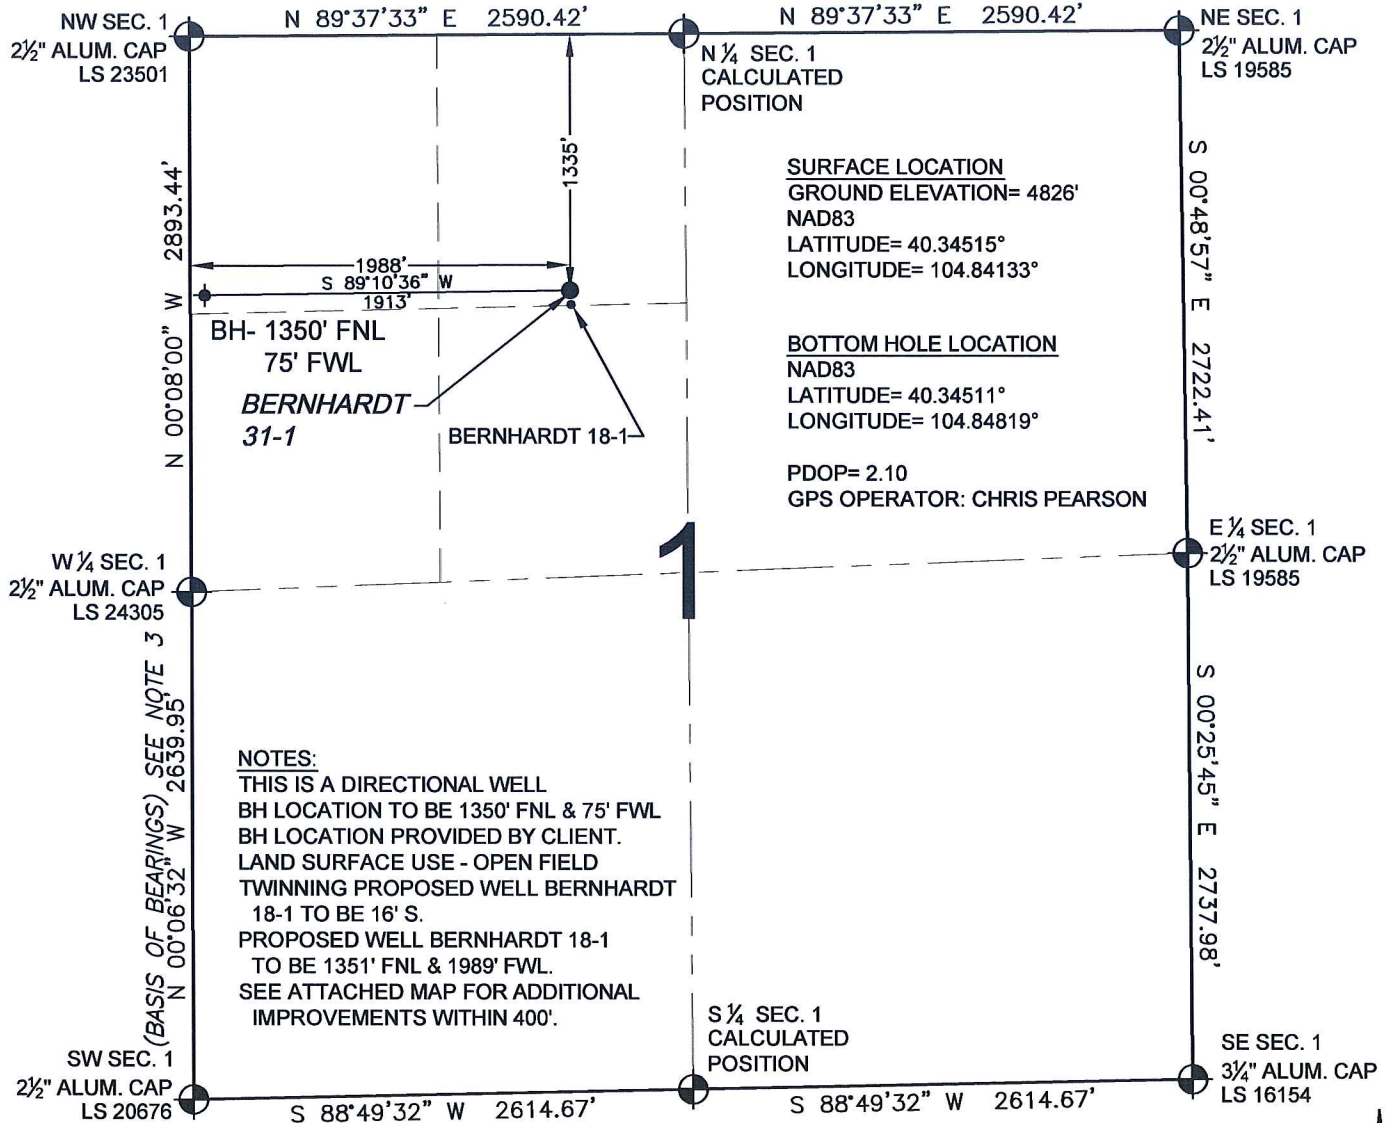 NW SEC. 1
2½" ALUM. CAP
LS 23501
N 89°37'33" E 2590.42'
N 89°37'33" E 2590.42'
NE SEC. 1
2½" ALUM. CAP
LS 19585
N ¼ SEC. 1
CALCULATED
POSITION
1335'
N 00°08'00" W 2893.44'
S 00°48'57" E 2722.41'
SURFACE LOCATION
GROUND ELEVATION= 4826'
NAD83
LATITUDE= 40.34515°
LONGITUDE= 104.84133°
1988'
S 89°10'36" W
1913'
BH- 1350' FNL
75' FWL
BERNHARDT
31-1
BERNHARDT 18-1
BOTTOM HOLE LOCATION
NAD83
LATITUDE= 40.34511°
LONGITUDE= 104.84819°
PDOP= 2.10
GPS OPERATOR: CHRIS PEARSON
1
W ¼ SEC. 1
2½" ALUM. CAP
LS 24305
E ¼ SEC. 1
2½" ALUM. CAP
LS 19585
(BASIS OF BEARINGS) SEE NOTE 3
N 00°06'32" W 2639.95'
S 00°25'45" E 2737.98'
NOTES:
THIS IS A DIRECTIONAL WELL
BH LOCATION TO BE 1350' FNL & 75' FWL
BH LOCATION PROVIDED BY CLIENT.
LAND SURFACE USE - OPEN FIELD
TWINNING PROPOSED WELL BERNHARDT
18-1 TO BE 16' S.
PROPOSED WELL BERNHARDT 18-1
TO BE 1351' FNL & 1989' FWL.
SEE ATTACHED MAP FOR ADDITIONAL
IMPROVEMENTS WITHIN 400'.
S ¼ SEC. 1
CALCULATED
POSITION
SW SEC. 1
2½" ALUM. CAP
LS 20676
S 88°49'32" W 2614.67'
S 88°49'32" W 2614.67'
SE SEC. 1
3¼" ALUM. CAP
LS 16154